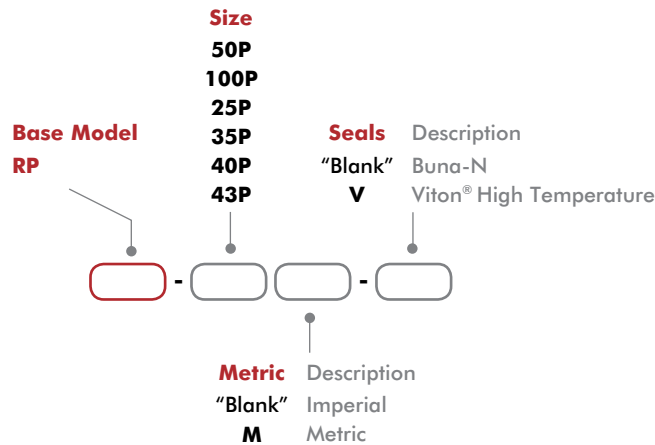 Size
50P
100P
25P
35P
40P
43P
Base Model
RP
Seals Description
"Blank" Buna-N
V Viton® High Temperature
- -
Metric Description
"Blank" Imperial
M Metric